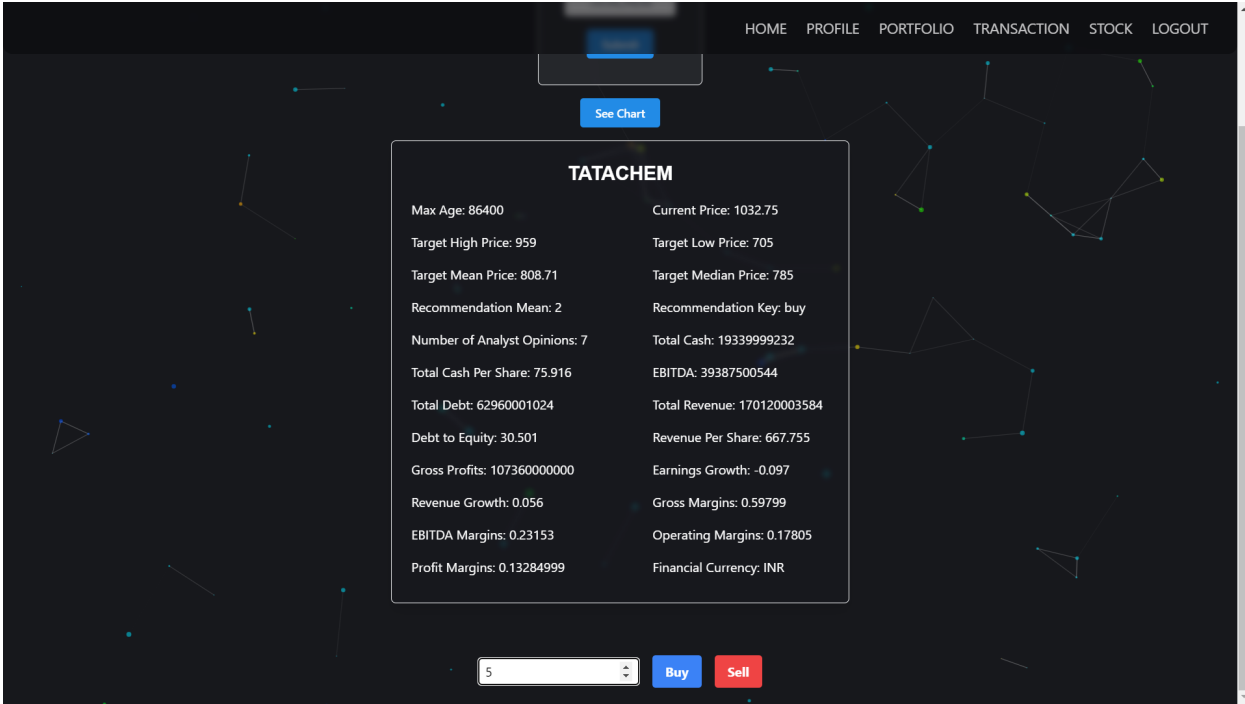 HOME PROFILE PORTFOLIO TRANSACTION STOCK LOGOUT
See Chart
TATACHEM
Max Age: 86400 Current Price: 1032.75
Target High Price: 959 Target Low Price: 705
Target Mean Price: 808.71 Target Median Price: 785
Recommendation Mean: 2 Recommendation Key: buy
Number of Analyst Opinions: 7 Total Cash: 19339999232
Total Cash Per Share: 75.916 EBITDA: 39387500544
Total Debt: 62960001024 Total Revenue: 170120003584
Debt to Equity: 30.501 Revenue Per Share: 667.755
Gross Profits: 107360000000 Earnings Growth: -0.097
Revenue Growth: 0.056 Gross Margins: 0.59799
EBITDA Margins: 0.23153 Operating Margins: 0.17805
Profit Margins: 0.13284999 Financial Currency: INR
5 Buy Sell